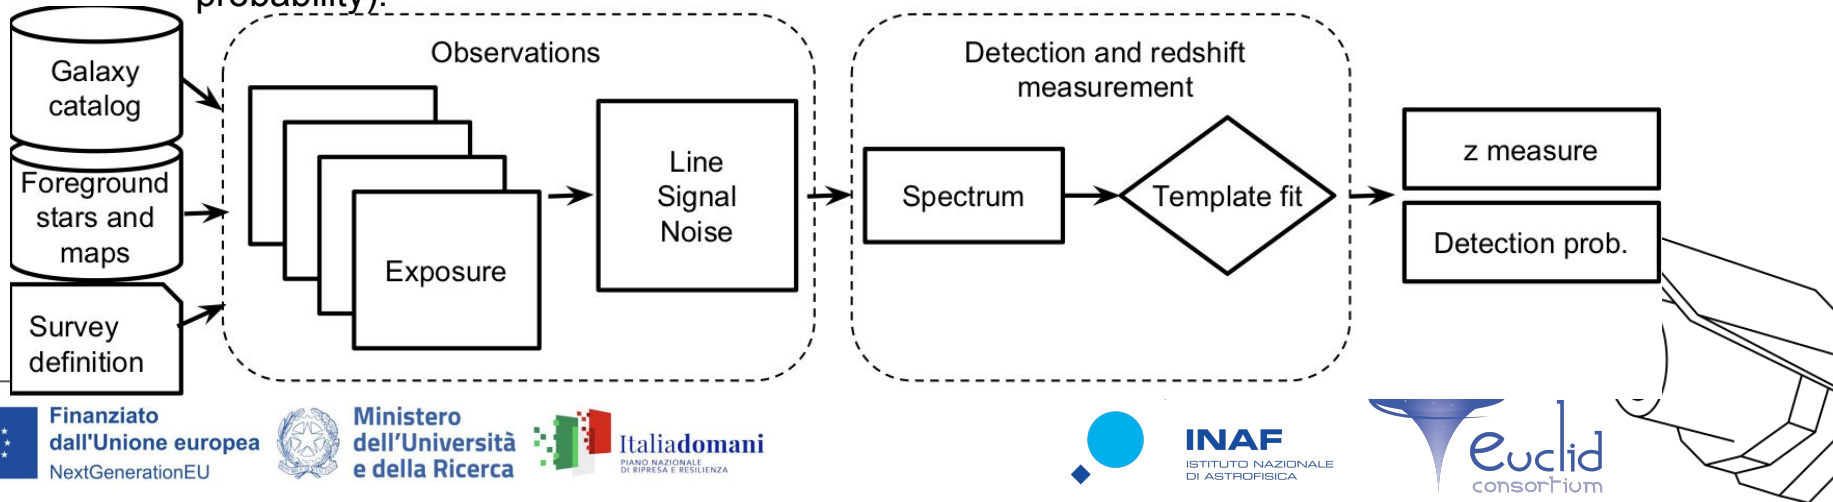 probability).
Galaxy
catalog
Foreground
stars and
maps
Survey
definition
Observations
Exposure
Line
Signal
Noise
Detection and redshift
measurement
Spectrum
Template fit
z measure
Detection prob.
Finanziato
dall'Unione europea
NextGenerationEU
Ministero
dell'Università
e della Ricerca
Italiadomani
PIANO NAZIONALE
DI RIPRESA E RESILIENZA
INAF
ISTITUTO NAZIONALE
DI ASTROFISICA
euclid
consortium